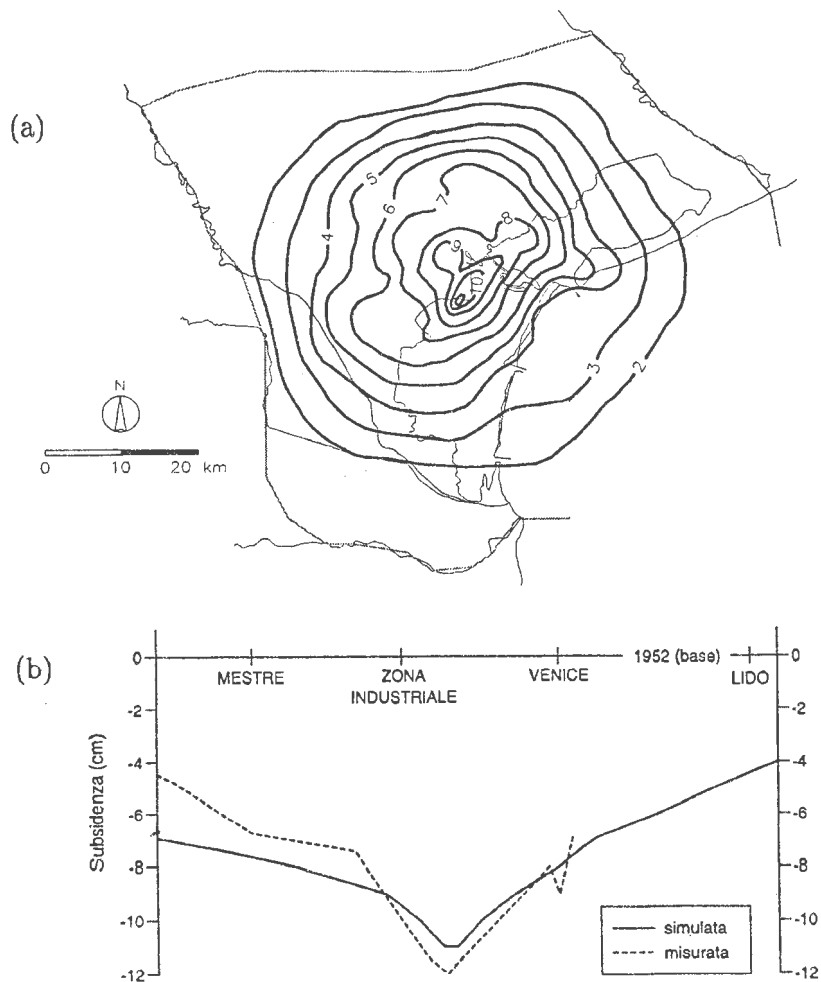 (a)
5
6
7
8
4
9
10
3
2
N
0 10 20 km
(b)
0 1952 (base) 0
MESTRE ZONA INDUSTRIALE VENICE LIDO
-2 -2
-4 -4
Subsidenza (cm)
-6 -6
-8 -8
-10 -10
-12 -12
simulata
misurata